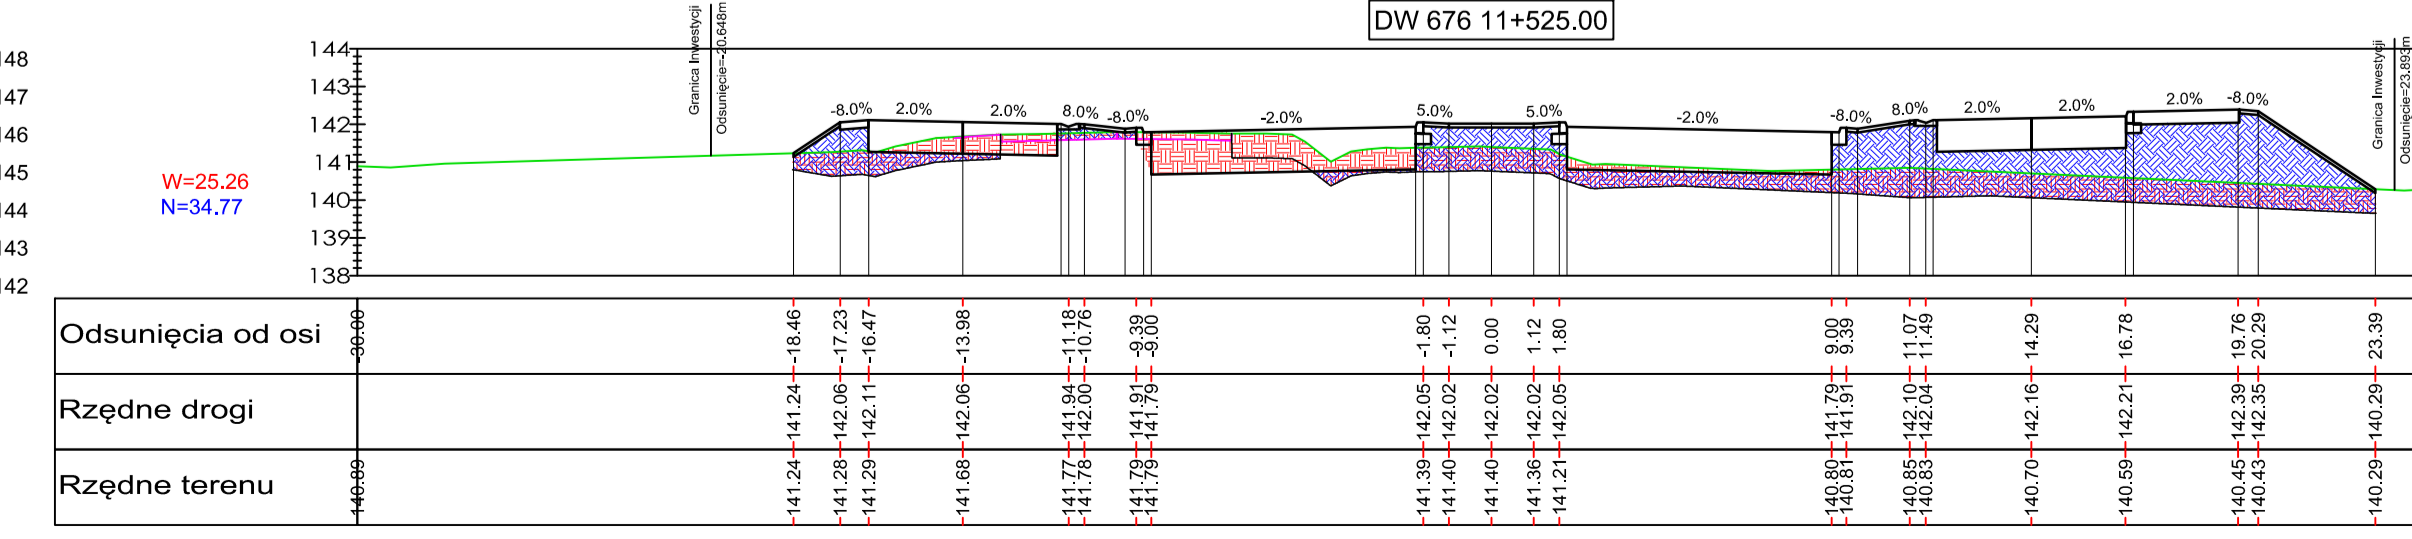 DW 676 11+525.00
Granica Inwestycji
Odsunięcie=-20.648m
Granica Inwestycji
Odsunięcie=23.893m
148
147
146
145
144
143
142
W=25.26
N=34.77
144
143
142
141
140
139
138
-8.0% 2.0% 2.0% 8.0% -8.0% -2.0% 5.0% 5.0% -2.0% -8.0% 8.0% 2.0% 2.0% 2.0% -8.0%
Odsunięcia od osi -30.00 -18.46 -17.23 -16.47 -13.98 -11.18 -10.76 -9.39 -9.00 -1.80 -1.12 0.00 1.12 1.80 9.00 9.39 11.07 11.49 14.29 16.78 19.76 20.29 23.39
Rzędne drogi 141.24 142.06 142.11 142.06 141.94 142.00 141.91 141.79 142.05 142.02 142.02 142.02 142.05 141.79 141.91 142.10 142.04 142.16 142.21 142.39 142.35 140.29
Rzędne terenu 140.89 141.24 141.28 141.29 141.68 141.77 141.78 141.79 141.79 141.39 141.40 141.40 141.36 141.21 140.80 140.81 140.85 140.83 140.70 140.59 140.45 140.43 140.29